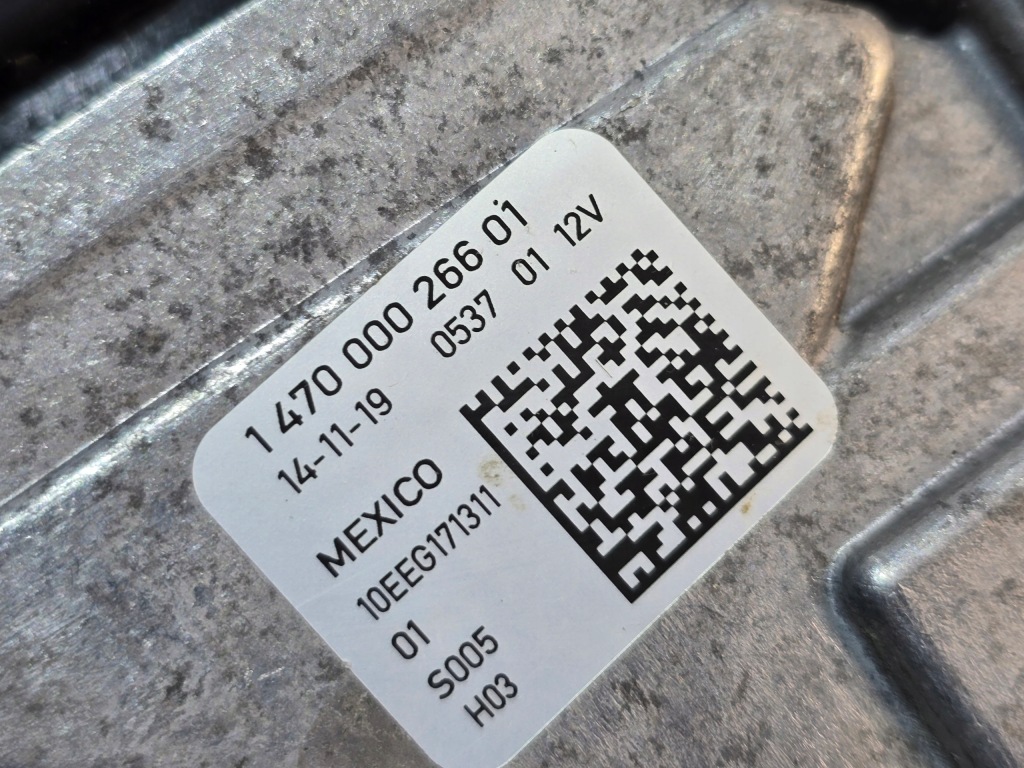 1 470 000 266 01
14-11-19 0537 01 12V
MEXICO
10EEG171311
01
S005
H03